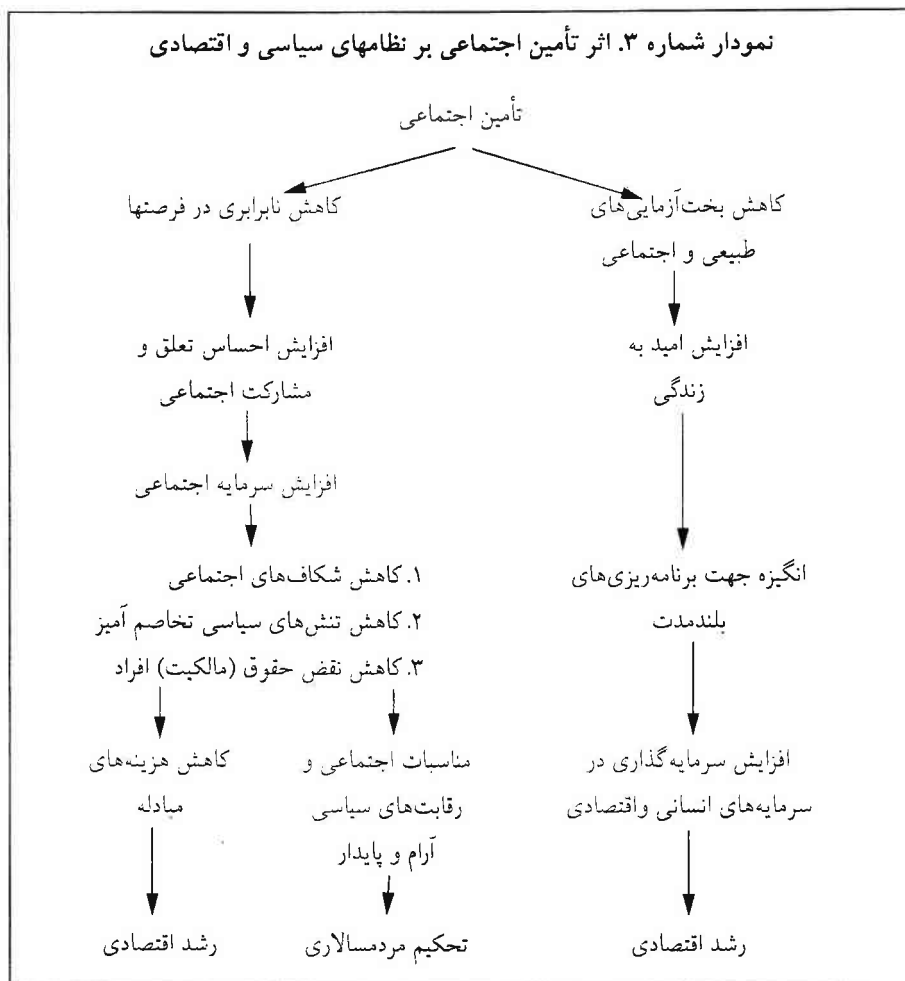 نمودار شماره ۳. اثر تأمین اجتماعی بر نظامهای سیاسی و اقتصادی
تأمین اجتماعی
کاهش بخت‌آزمایی‌های
طبیعی و اجتماعی
افزایش امید به
زندگی
انگیزه جهت برنامه‌ریزی‌های
بلندمدت
افزایش سرمایه‌گذاری در
سرمایه‌های انسانی واقتصادی
رشد اقتصادی
کاهش نابرابری در فرصتها
افزایش احساس تعلق و
مشارکت اجتماعی
افزایش سرمایه اجتماعی
۱. کاهش شکاف‌های اجتماعی
۲. کاهش تنش‌های سیاسی تخاصم آمیز
۳. کاهش نقض حقوق (مالکیت) افراد
مناسبات اجتماعی و
رقابت‌های سیاسی
آرام و پایدار
تحکیم مردمسالاری
کاهش هزینه‌های
مبادله
رشد اقتصادی